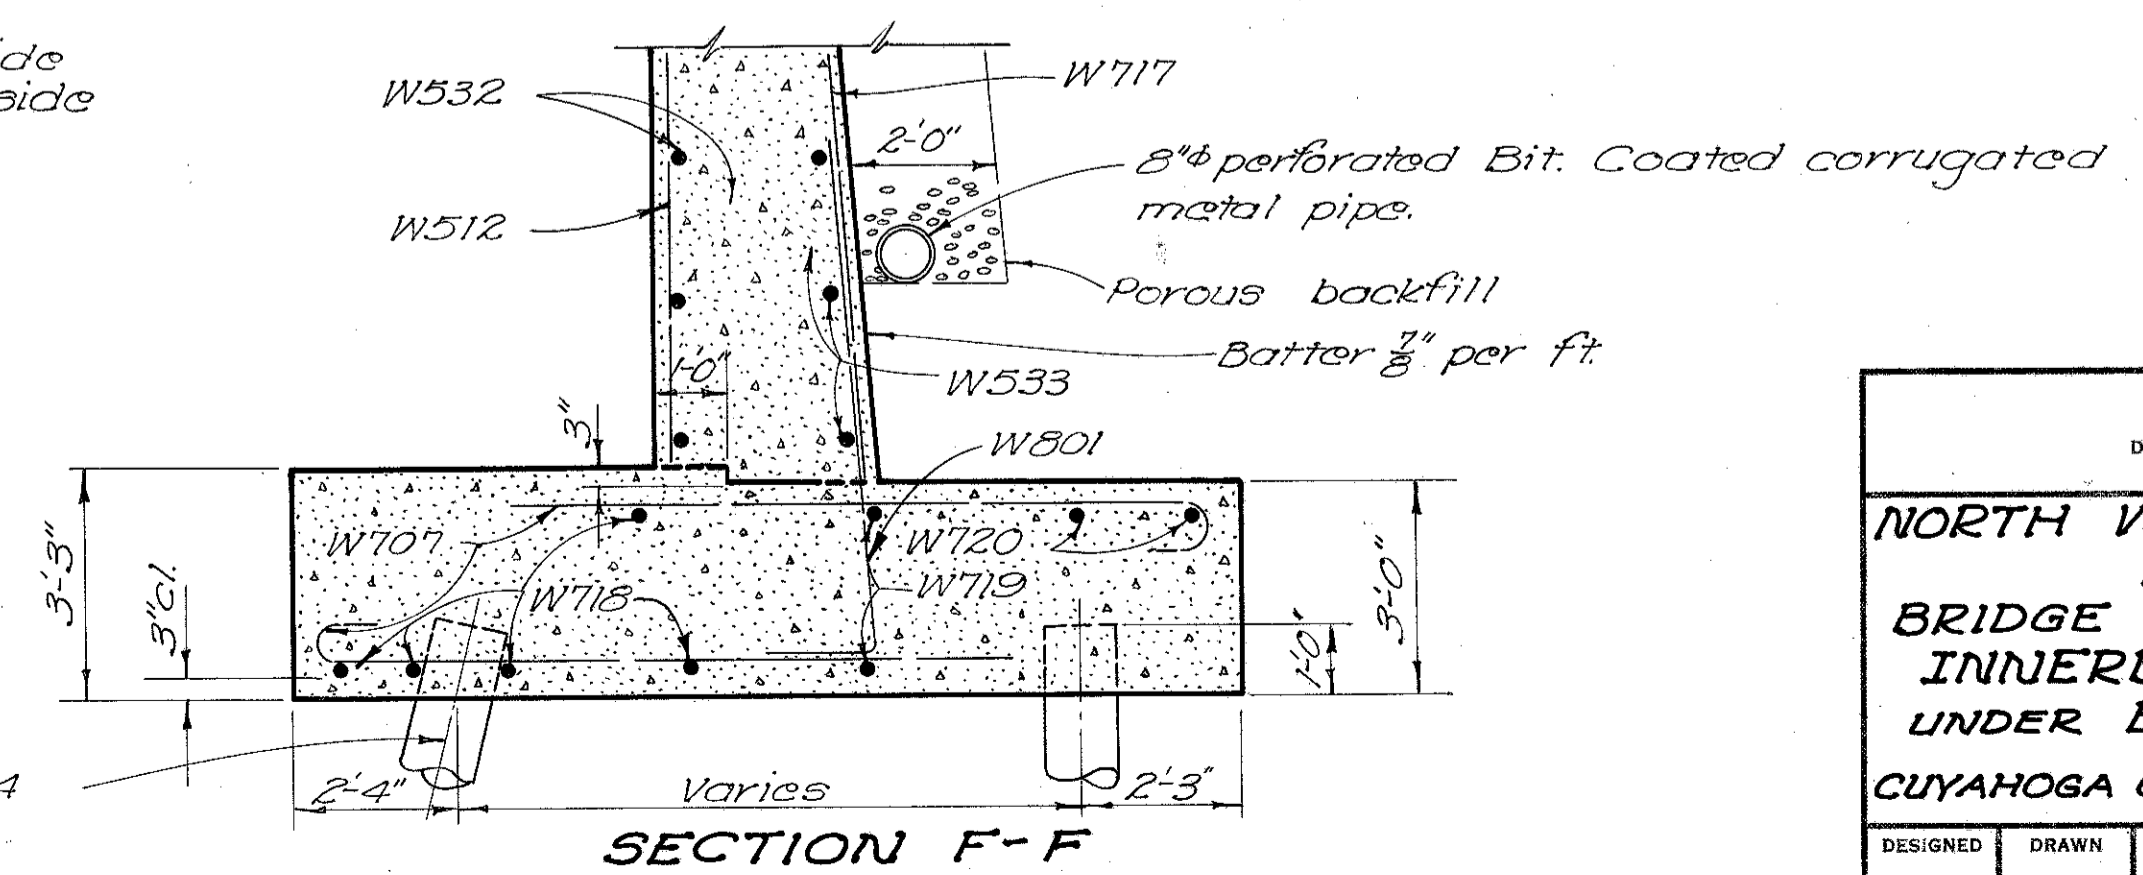 side
W532
W717
2'-0"
8"ϕ perforated Bit. Coated corrugated
metal pipe.
W512
Porous backfill
Batter 7/8" per ft.
1'-0"
W533
3"
W801
W707
W720
W719
W718
3'-3"
3"cl.
3'-0"
1'-0"
4
2'-4"
Varies
2'-3"
SECTION F-F
D
NORTH
BRIDGE
UNDER
CUYAHOGA
DESIGNED
DRAWN